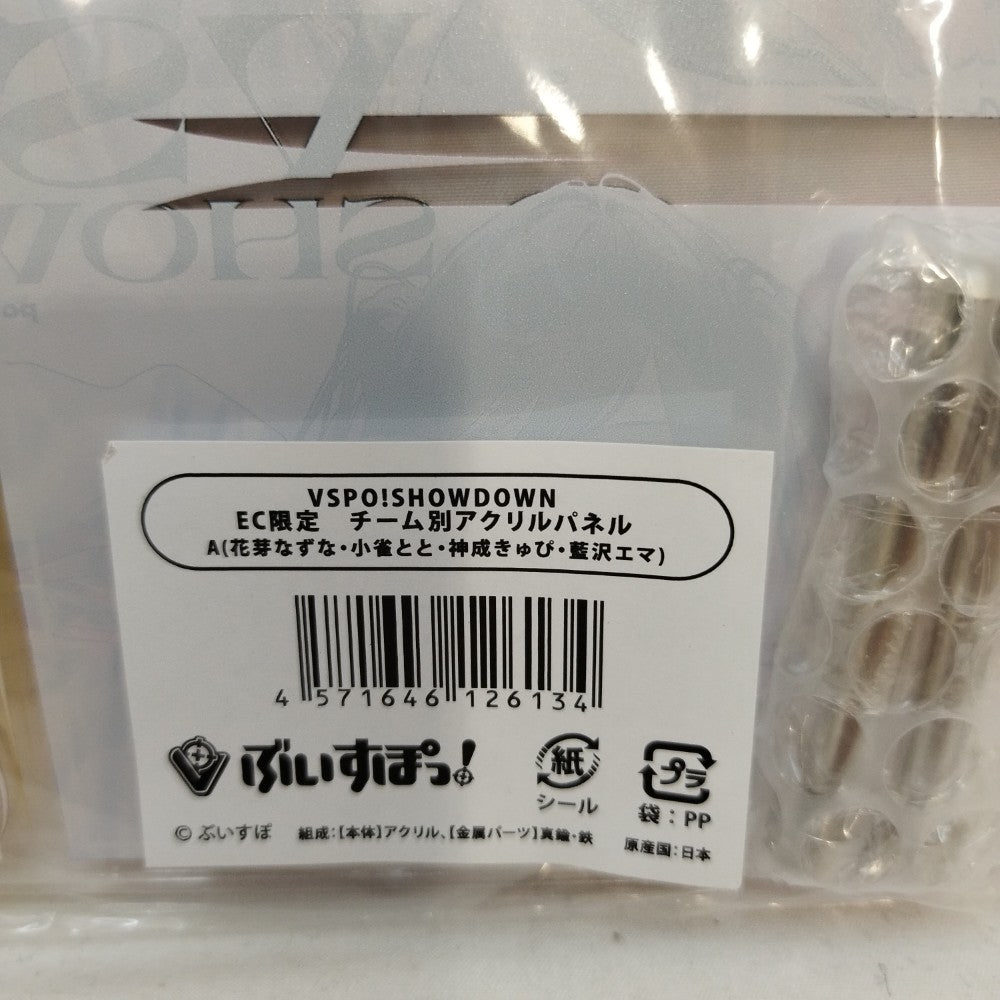 VS
SHOW
po
VSPO!SHOWDOWN
EC限定 チーム別アクリルパネル
A(花芽なずな・小雀とと・神成きゅぴ・藍沢エマ)
4 571646 126134
ぶいすぽっ!
紙
シール
プラ
袋:PP
© ぶいすぽ 組成:【本体】アクリル、【金属パーツ】真鍮・鉄
原産国:日本